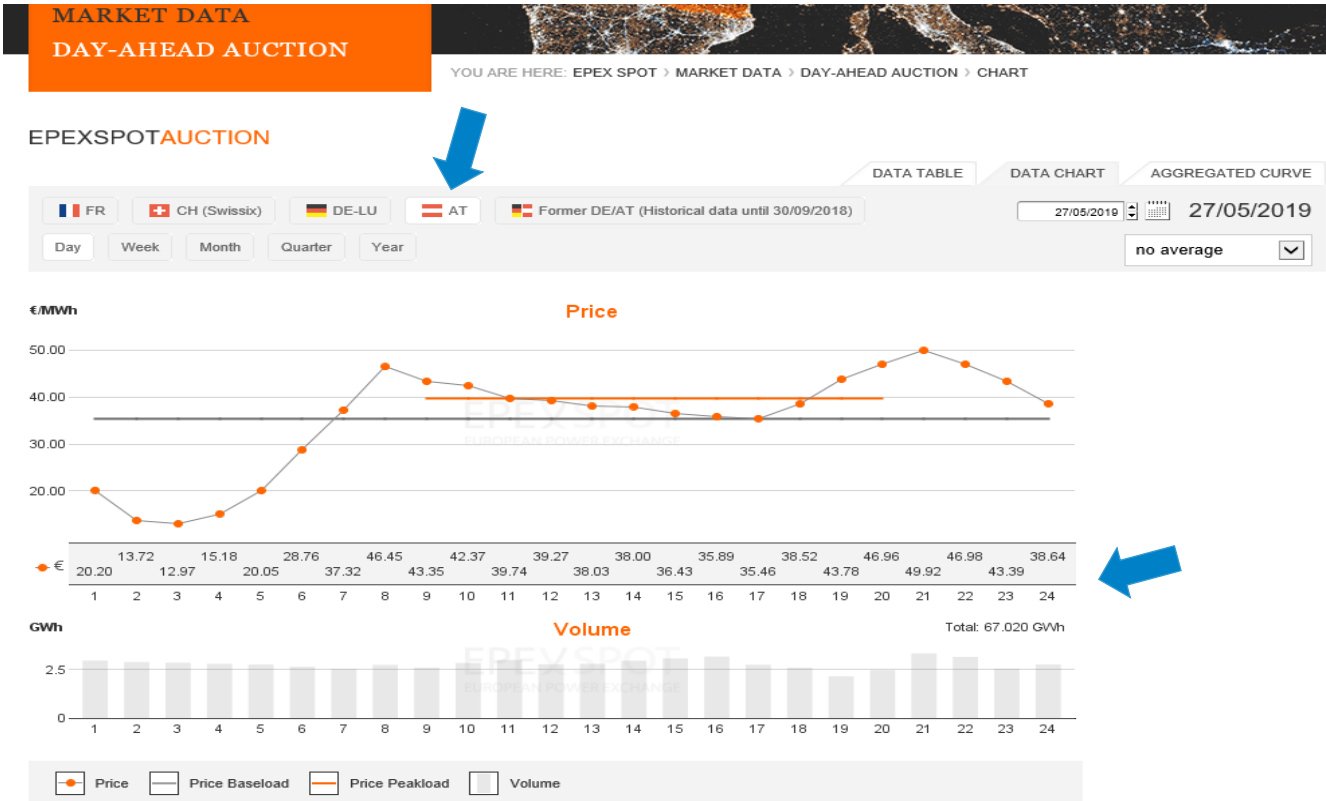 MARKET DATA
DAY-AHEAD AUCTION
YOU ARE HERE: EPEX SPOT > MARKET DATA > DAY-AHEAD AUCTION > CHART
EPEXSPOTAUCTION
DATA TABLE DATA CHART AGGREGATED CURVE
FR CH (Swissix) DE-LU AT Former DE/AT (Historical data until 30/09/2018) 27/05/2019 27/05/2019
Day Week Month Quarter Year no average
€/MWh Price
50.00
40.00
EPEXSPOT
30.00 EUROPEAN POWER EXCHANGE
20.00
13.72 15.18 28.76 46.45 42.37 39.27 38.00 35.89 38.52 46.96 46.98 38.64
€ 20.20 12.97 20.05 37.32 43.35 39.74 38.03 36.43 35.46 43.78 49.92 43.39
1 2 3 4 5 6 7 8 9 10 11 12 13 14 15 16 17 18 19 20 21 22 23 24
GWh Volume Total: 67.020 GWh
EPEXSPOT
2.5
EUROPEAN POWER EXCHANGE
0
1 2 3 4 5 6 7 8 9 10 11 12 13 14 15 16 17 18 19 20 21 22 23 24
Price Price Baseload Price Peakload Volume